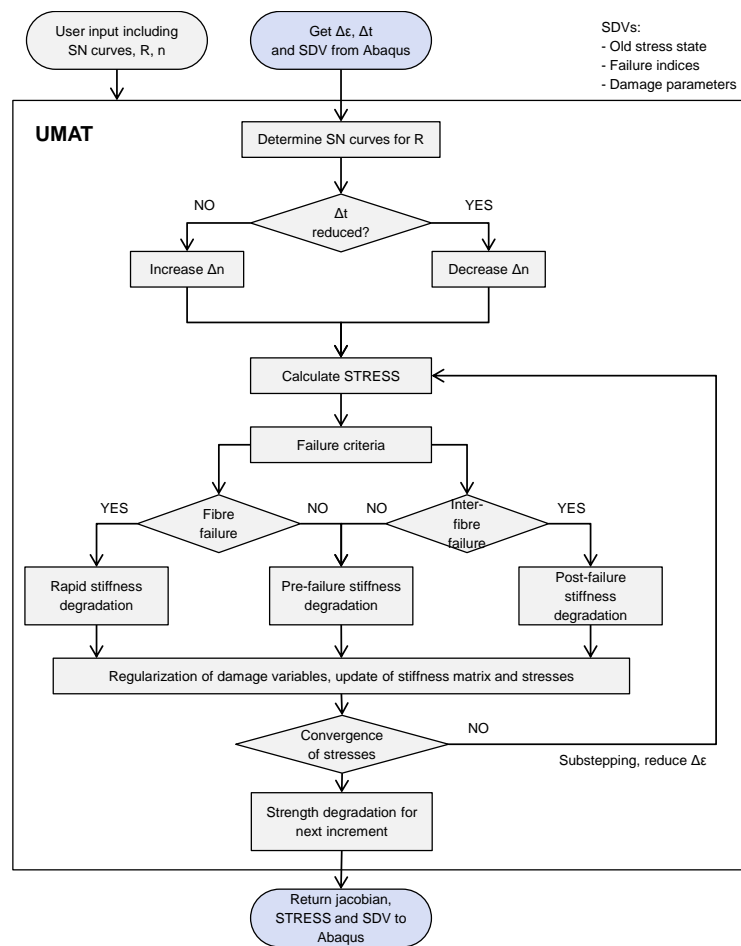 User input including
SN curves, R, n
Get Δε, Δt
and SDV from Abaqus
SDVs:
- Old stress state
- Failure indices
- Damage parameters
UMAT
Determine SN curves for R
NO
Δt
reduced?
YES
Increase Δn
Decrease Δn
Calculate STRESS
Failure criteria
YES
Fibre
failure
NO
NO
Inter-
fibre
failure
YES
Rapid stiffness
degradation
Pre-failure stiffness
degradation
Post-failure
stiffness
degradation
Regularization of damage variables, update of stiffness matrix and stresses
Convergence
of stresses
NO
Substepping, reduce Δε
Strength degradation for
next increment
Return jacobian,
STRESS and SDV to
Abaqus